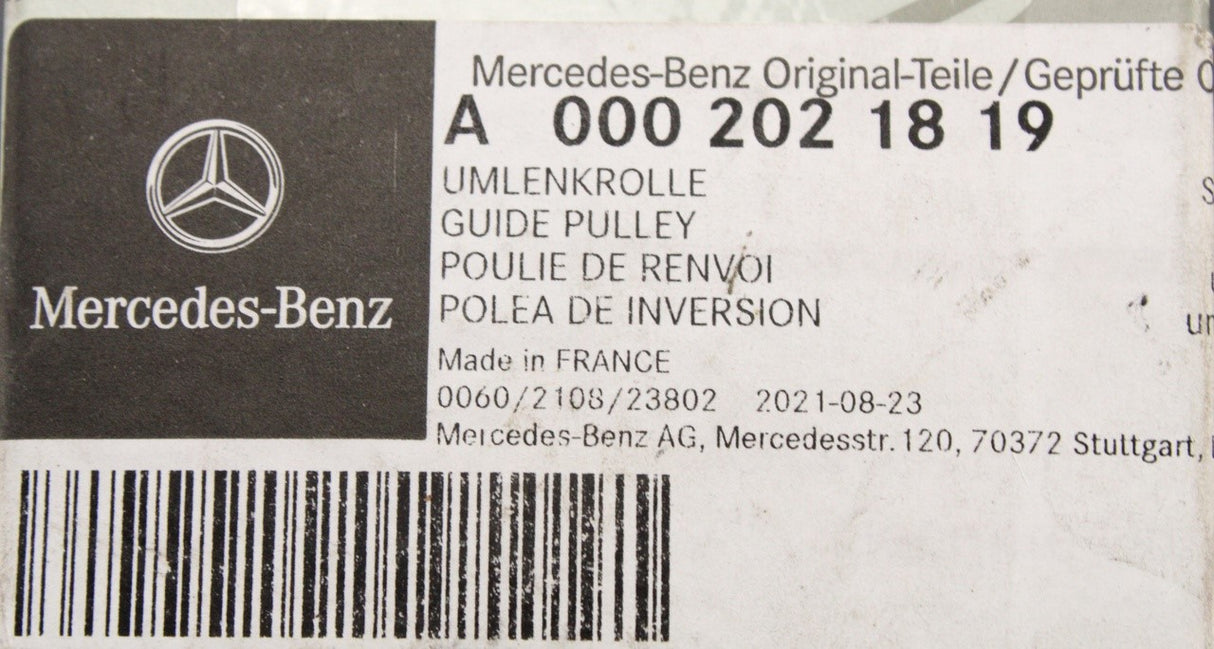 Mercedes-Benz
Mercedes-Benz Original-Teile / Geprüfte
A 000 202 18 19
UMLENKROLLE
GUIDE PULLEY
POULIE DE RENVOI
POLEA DE INVERSION
Made in FRANCE
0060/2108/23802 2021-08-23
Mercedes-Benz AG, Mercedesstr. 120, 70372 Stuttgart,